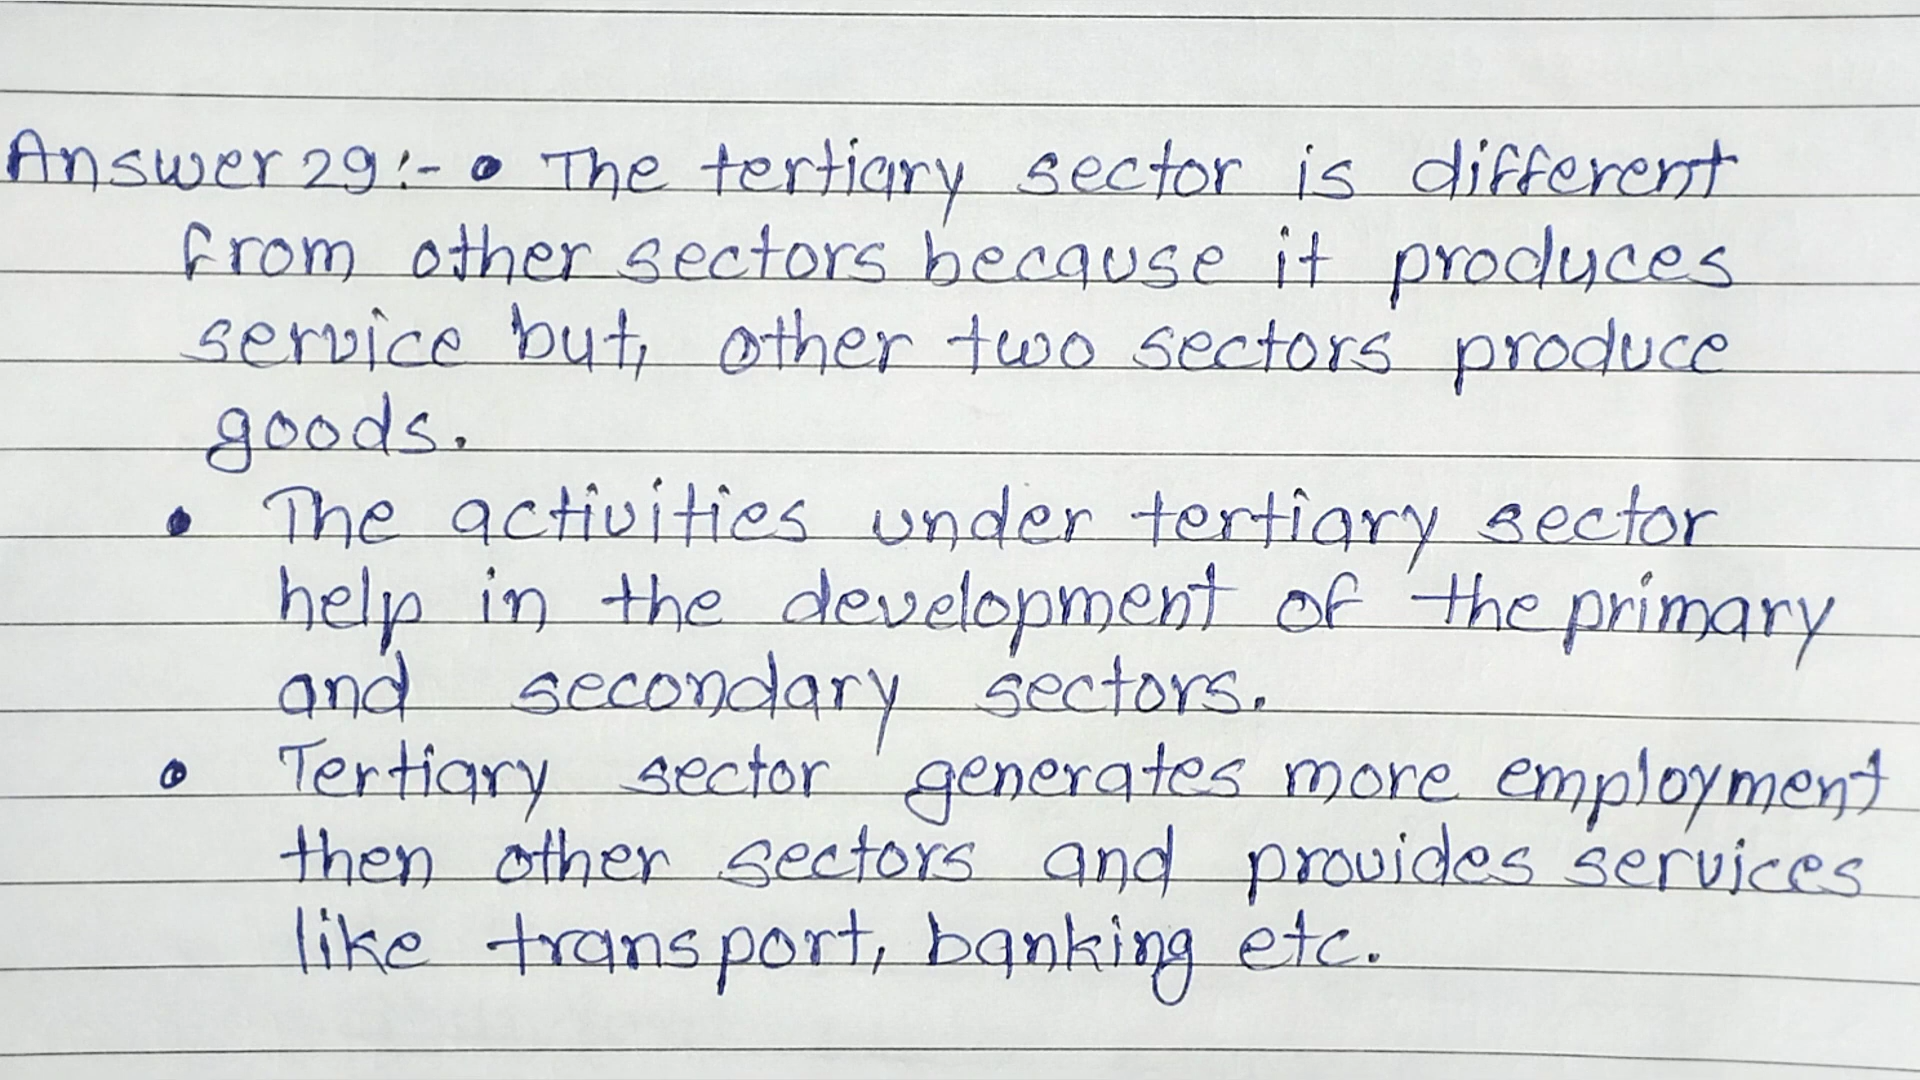 Answer 29:- • The tertiary sector is different
from other sectors because it produces
service but, other two sectors produce
goods.
• The activities under tertiary sector
help in the development of the primary
and secondary sectors.
• Tertiary sector generates more employment
then other sectors and provides services
like transport, banking etc.